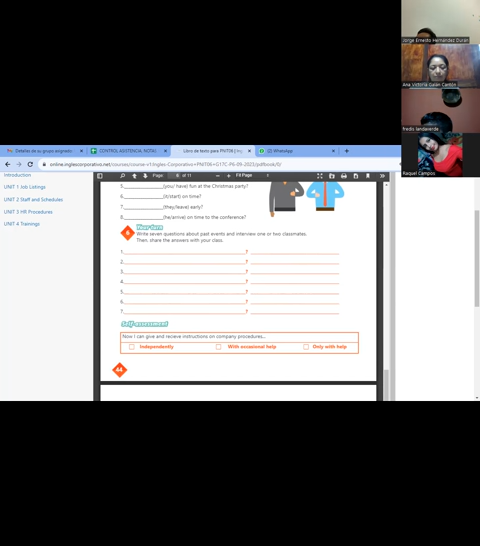 Jorge Ernesto Hernández Durán
Ana Victoria Galán Cantón
fredo landaverde
Raquel Campos
Detalles de su grupo asignado
CONTROL ASISTENCIA. NOTAS
Libro de texto para PNIT06 | Ing
WhatsApp
online.inglescorporativo.net/courses/course-v1:Ingles-Corporativo+PNIT06+G17C-P6-09-2023/pdfbook/0/
Introduction
UNIT 1 Job Listings
UNIT 2 Staff and Schedules
UNIT 3 HR Procedures
UNIT 4 Trainings
Page
of 11
Fit Page
5. (you/ have) fun at the Christmas party?
6. (it/start) on time?
7. (they/leave) early?
8. (he/arrive) on time to the conference?
6
Your turn
Write seven questions about past events and interview one or two classmates.
Then share the answers with your class.
1. ?
2. ?
3. ?
4. ?
5. ?
6. ?
7. ?
Self-assessment
Now I can give and recieve instructions on company procedures...
Independently
With occasional help
Only with help
44